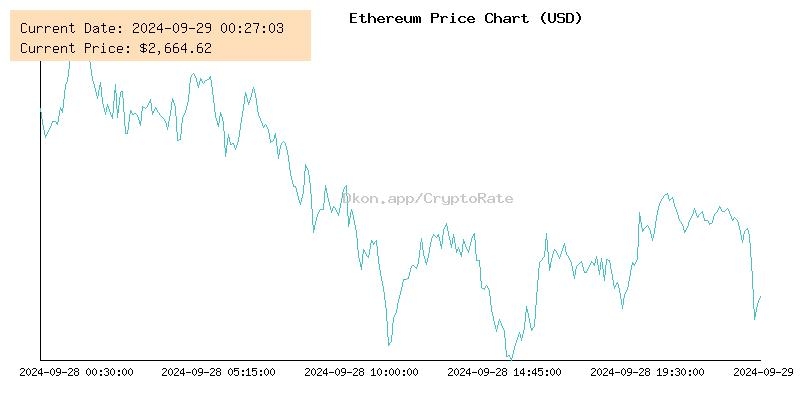 Ethereum Price Chart (USD)
Current Date: 2024-09-29 00:27:03
Current Price: $2,664.62
0kon.app/CryptoRate
2024-09-28 00:30:00
2024-09-28 05:15:00
2024-09-28 10:00:00
2024-09-28 14:45:00
2024-09-28 19:30:00
2024-09-29